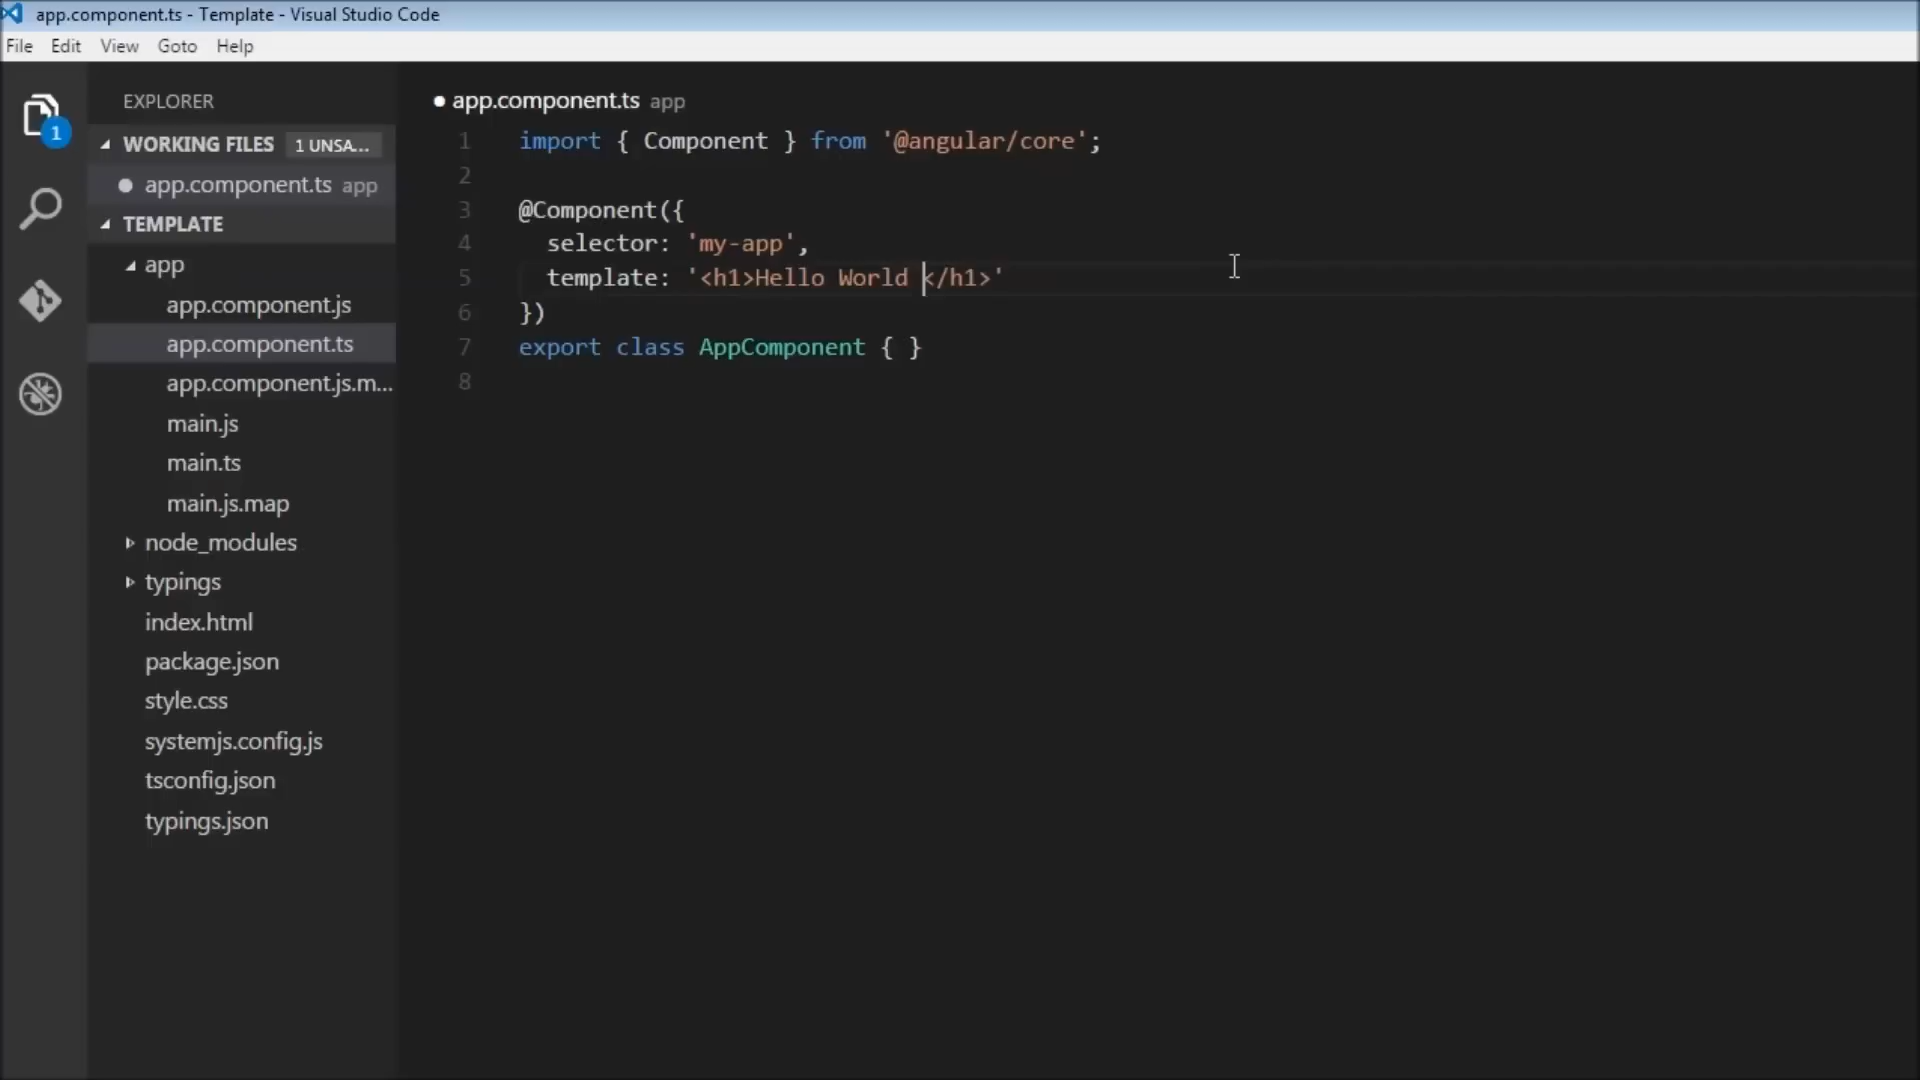 app.component.ts - Template - Visual Studio Code
File Edit View Goto Help
EXPLORER
WORKING FILES 1 UNSA...
app.component.ts app
TEMPLATE
app
app.component.js
app.component.ts
app.component.js.m...
main.js
main.ts
main.js.map
node_modules
typings
index.html
package.json
style.css
systemjs.config.js
tsconfig.json
typings.json
1
app.component.ts app
1 import { Component } from '@angular/core';
2
3 @Component({
4 selector: 'my-app',
5 template: '<h1>Hello World </h1>'
6 })
7 export class AppComponent { }
8